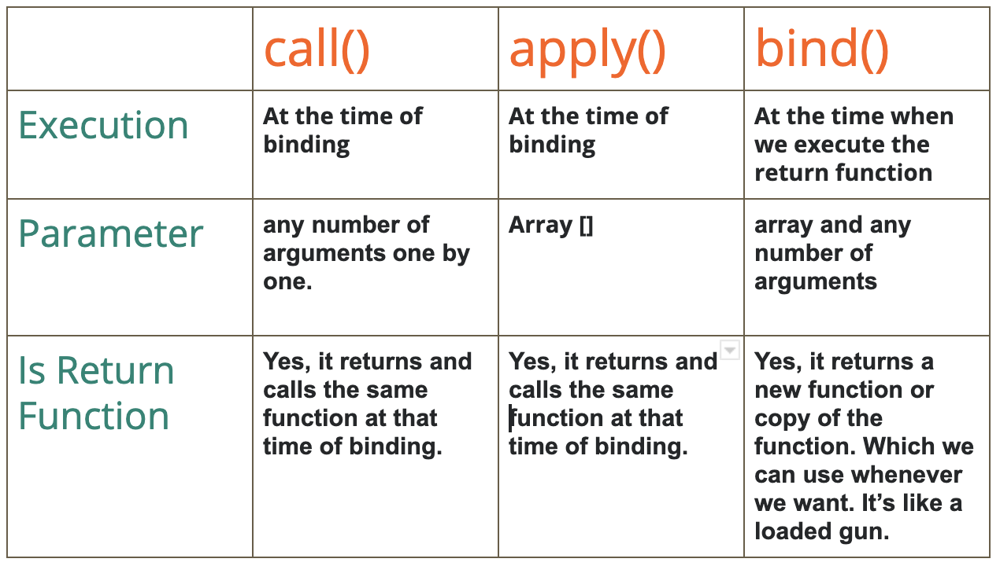 call() apply() bind()
Execution
At the time of
binding
At the time of
binding
At the time when
we execute the
return function
Parameter
any number of
arguments one by
one.
Array []
array and any
number of
arguments
Is Return
Function
Yes, it returns and
calls the same
function at that
time of binding.
Yes, it returns and
calls the same
function at that
time of binding.
Yes, it returns a
new function or
copy of the
function. Which we
can use whenever
we want. It’s like a
loaded gun.